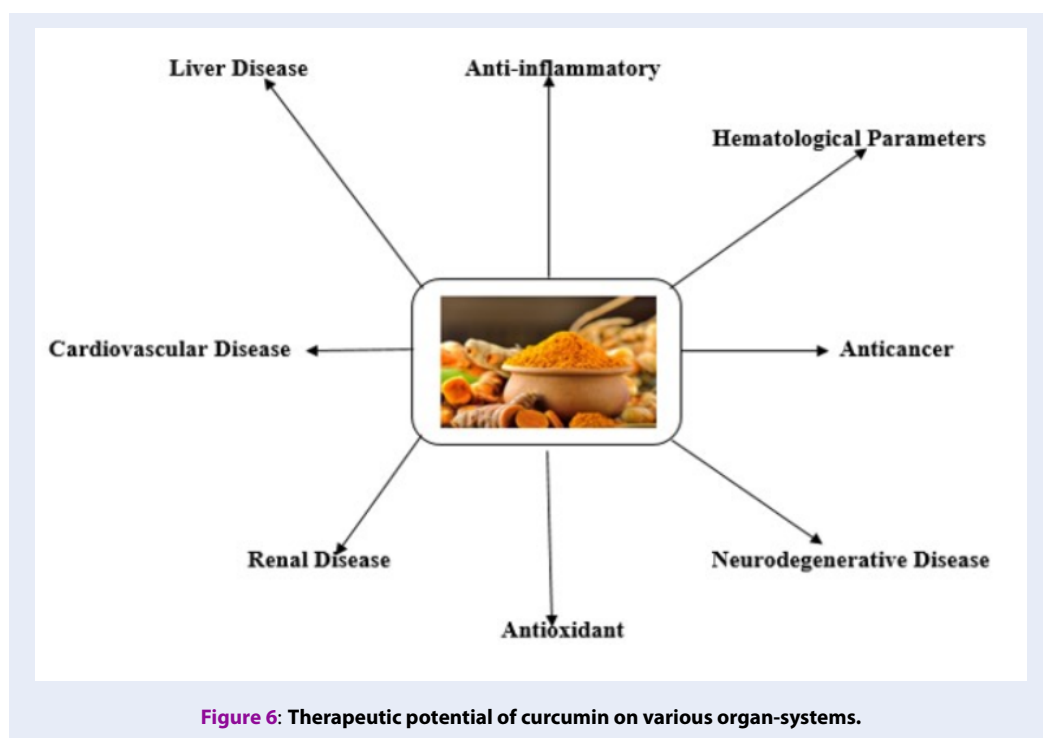 Liver Disease
Anti-inflammatory
Hematological Parameters
Cardiovascular Disease
Anticancer
Renal Disease
Neurodegenerative Disease
Antioxidant
Figure 6: Therapeutic potential of curcumin on various organ-systems.